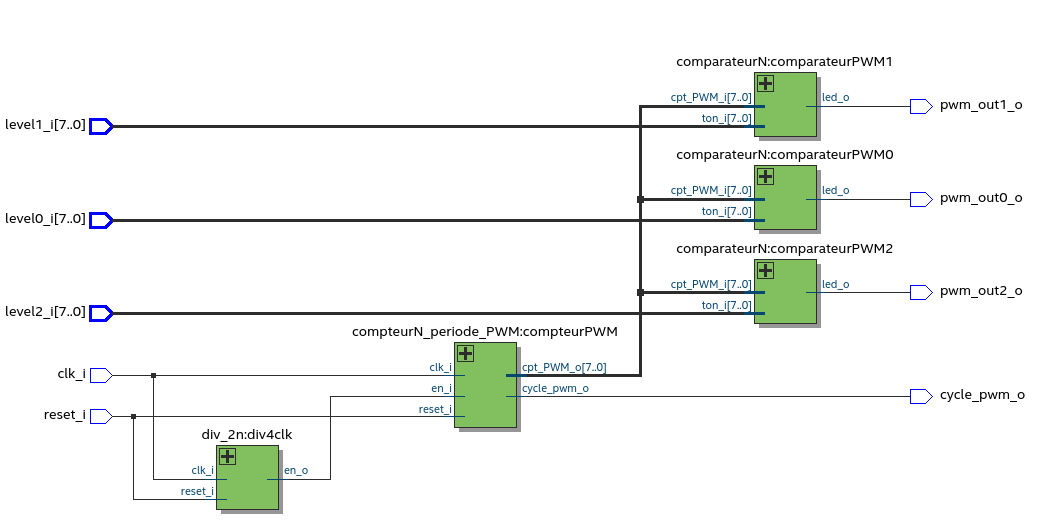 comparateurN:comparateurPWM1
cpt_PWM_i[7..0]
led_o
pwm_out1_o
level1_i[7..0]
ton_i[7..0]
comparateurN:comparateurPWM0
cpt_PWM_i[7..0]
led_o
pwm_out0_o
level0_i[7..0]
ton_i[7..0]
comparateurN:comparateurPWM2
cpt_PWM_i[7..0]
led_o
pwm_out2_o
level2_i[7..0]
ton_i[7..0]
compteurN_periode_PWM:compteurPWM
clk_i
clk_i
cpt_PWM_o[7..0]
en_i
cycle_pwm_o
cycle_pwm_o
reset_i
reset_i
div_2n:div4clk
clk_i
en_o
reset_i